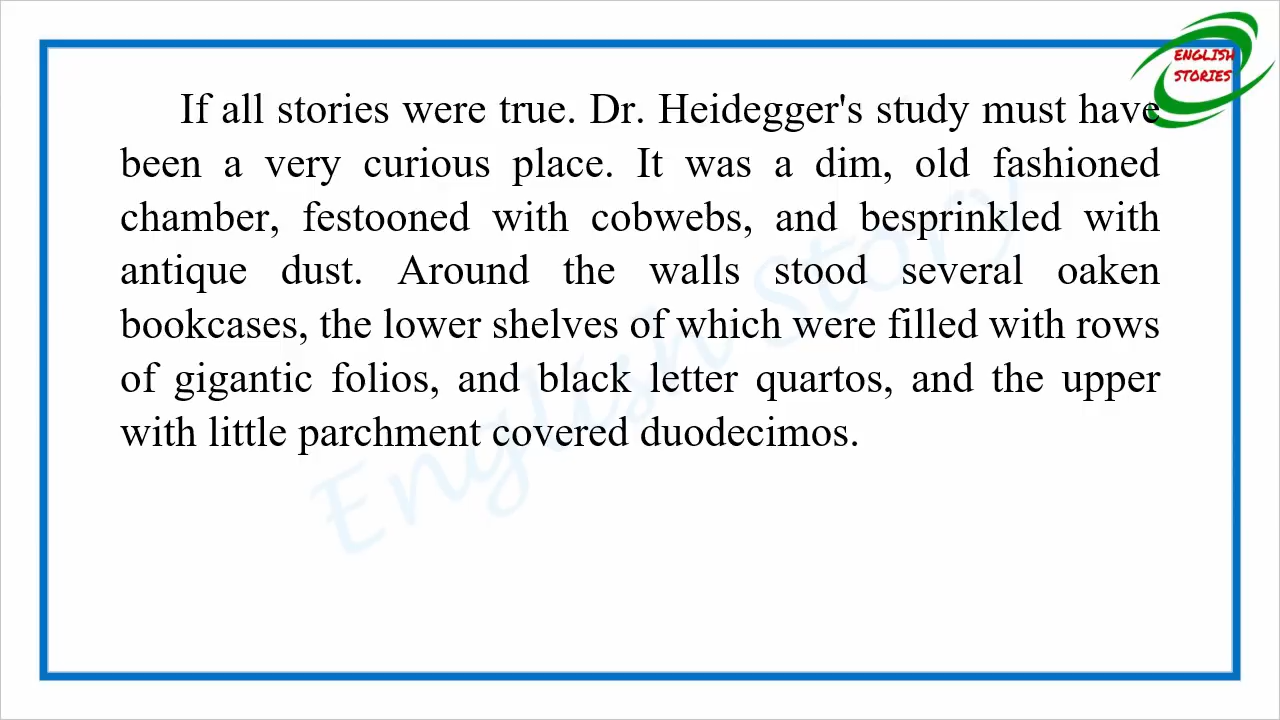 ENGLISH
STORIES
If all stories were true. Dr. Heidegger's study must have
been a very curious place. It was a dim, old fashioned
chamber, festooned with cobwebs, and besprinkled with
antique dust. Around the walls stood several oaken
bookcases, the lower shelves of which were filled with rows
of gigantic folios, and black letter quartos, and the upper
with little parchment covered duodecimos.
English Story